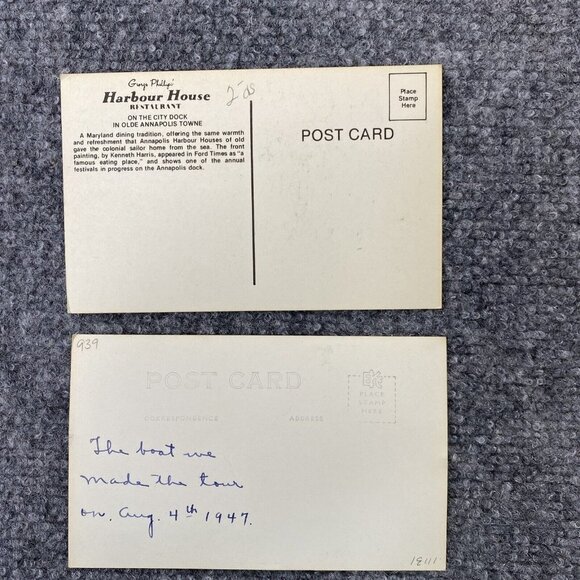 George Phillips'
Harbour House
RESTAURANT
ON THE CITY DOCK
IN OLDE ANNAPOLIS TOWNE
A Maryland dining tradition, offering the same warmth
and refreshment that Annapolis Harbour Houses of old
gave the colonial sailor home from the sea. The front
painting, by Kenneth Harris, appeared in Ford Times as "a
famous eating place," and shows one of the annual
festivals in progress on the Annapolis dock.
Place
Stamp
Here
POST CARD
939
POST CARD
EKC
PLACE
STAMP
HERE
CORRESPONDENCE ADDRESS
The boat we
made the tour
on, Aug. 4th 1947.